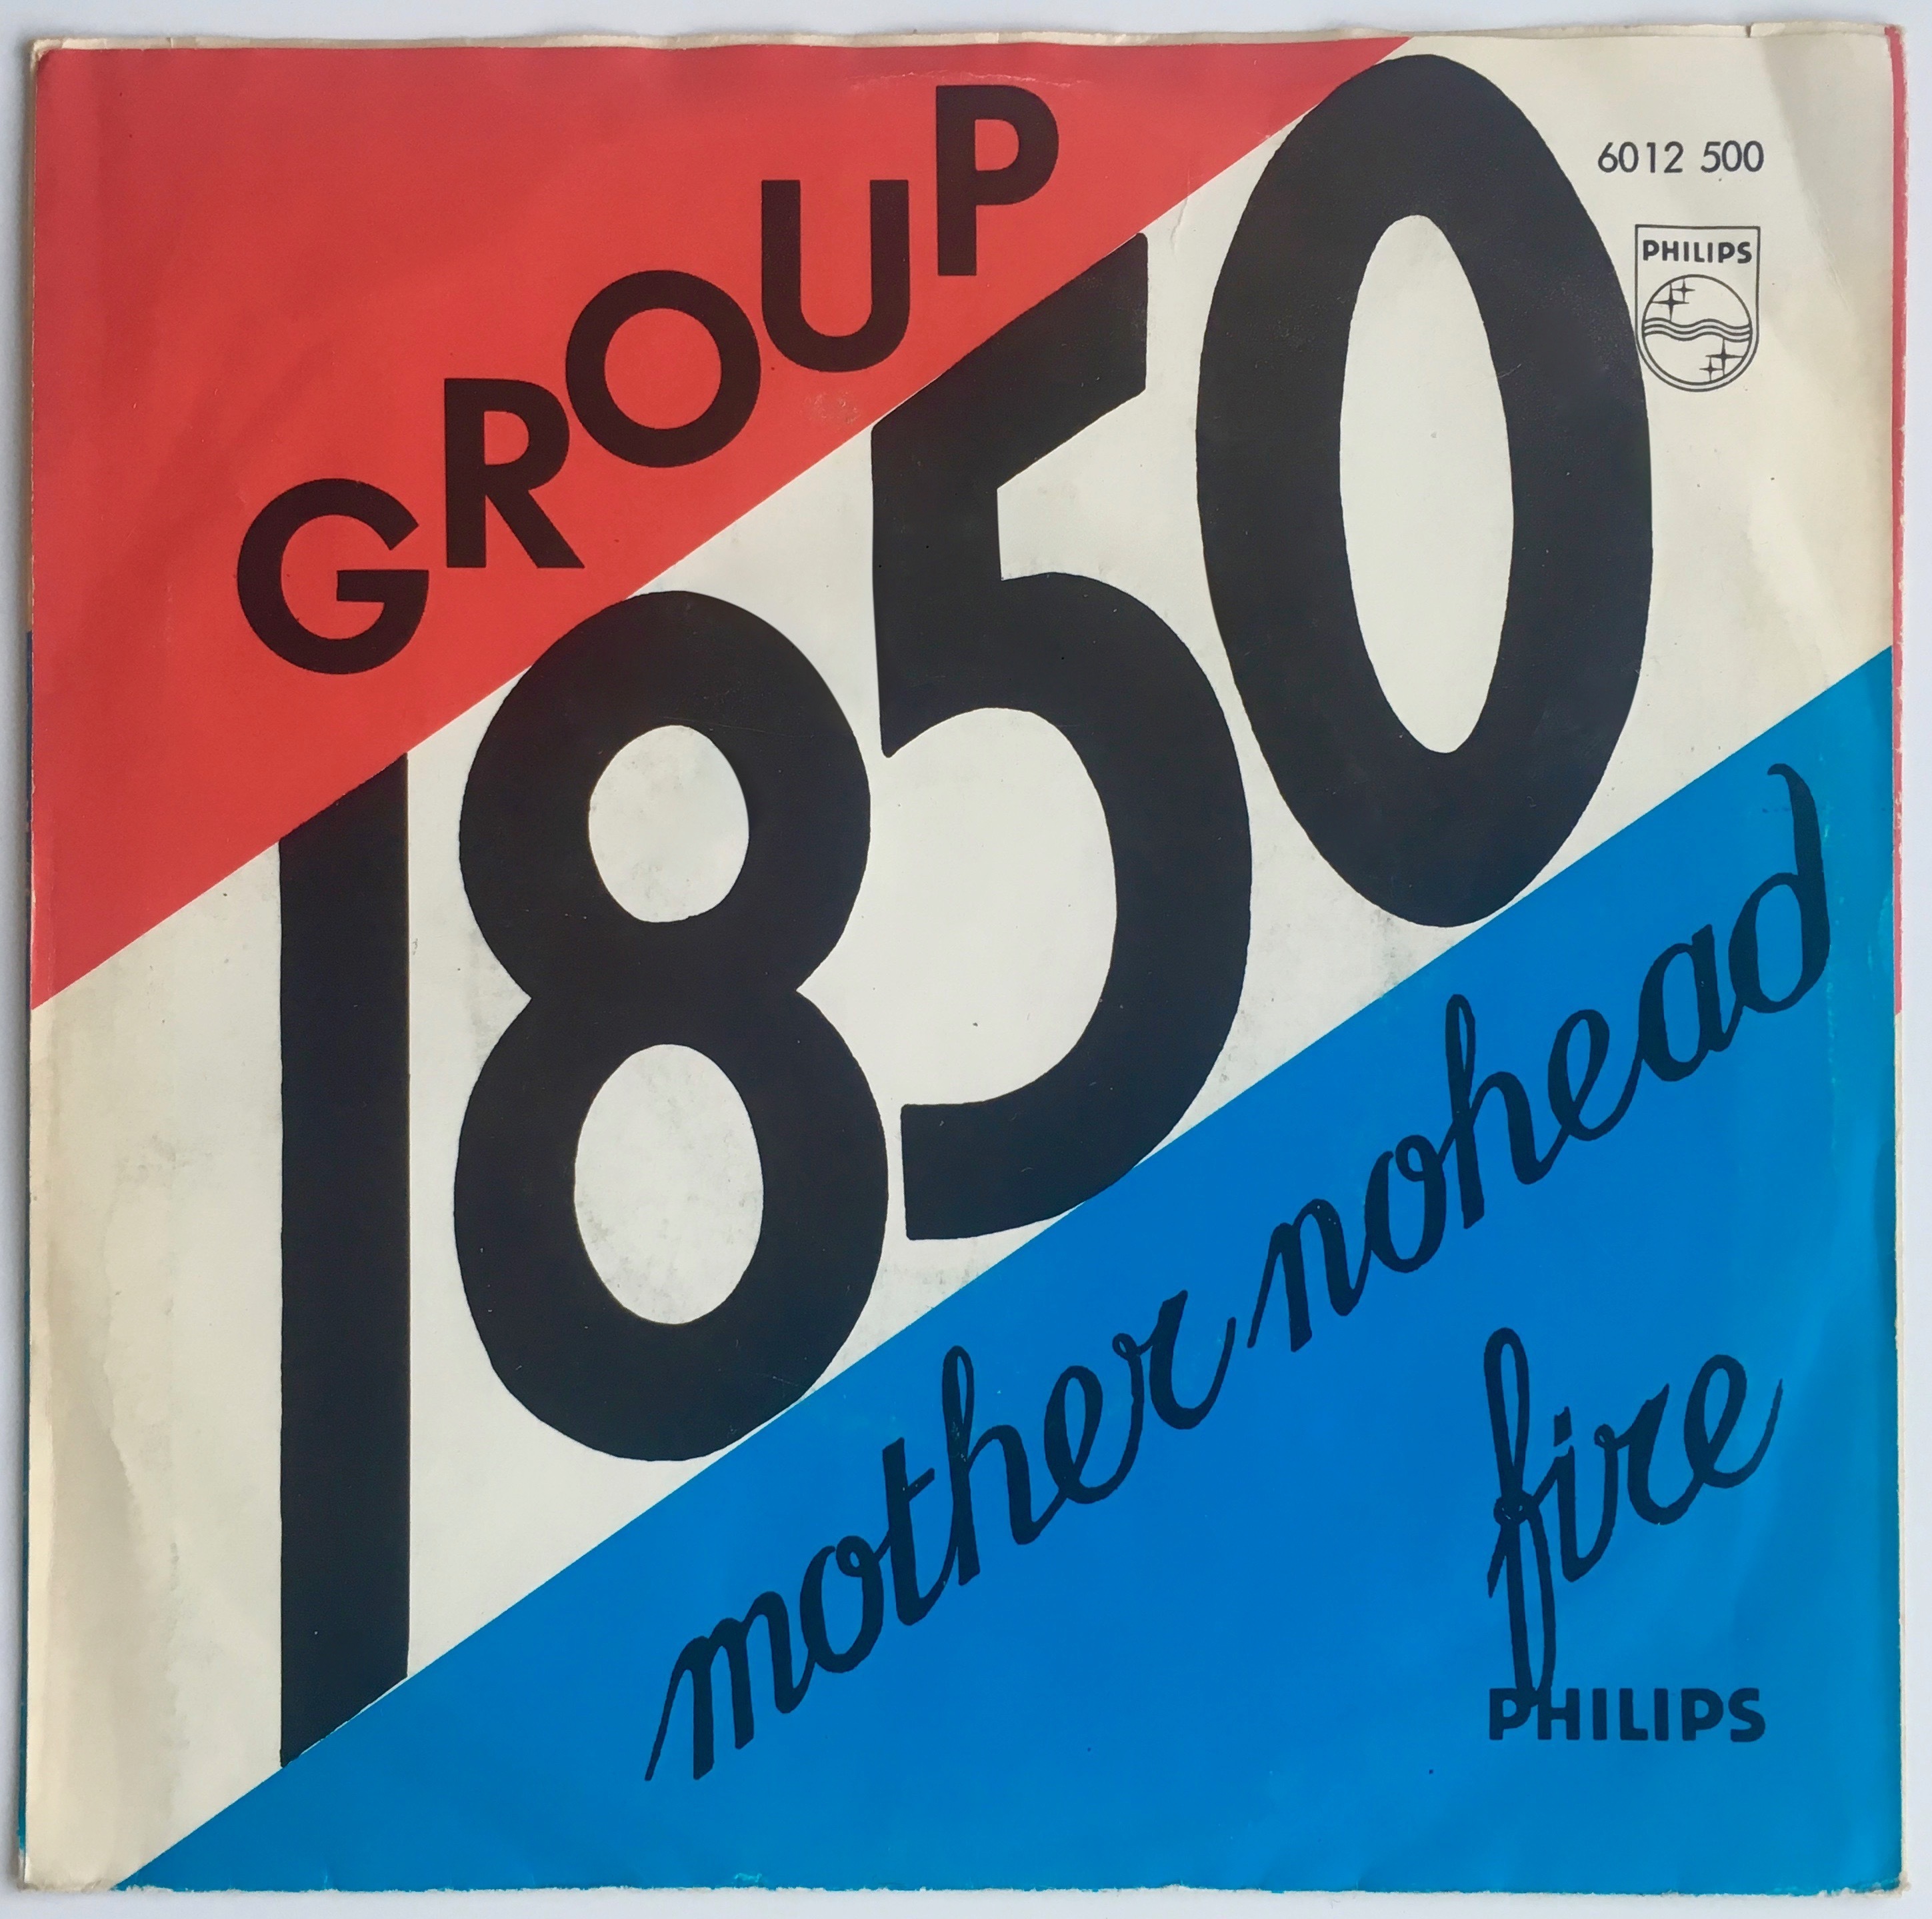 GROUP
1850
6012 500
PHILIPS
mother nohead
fire
PHILIPS